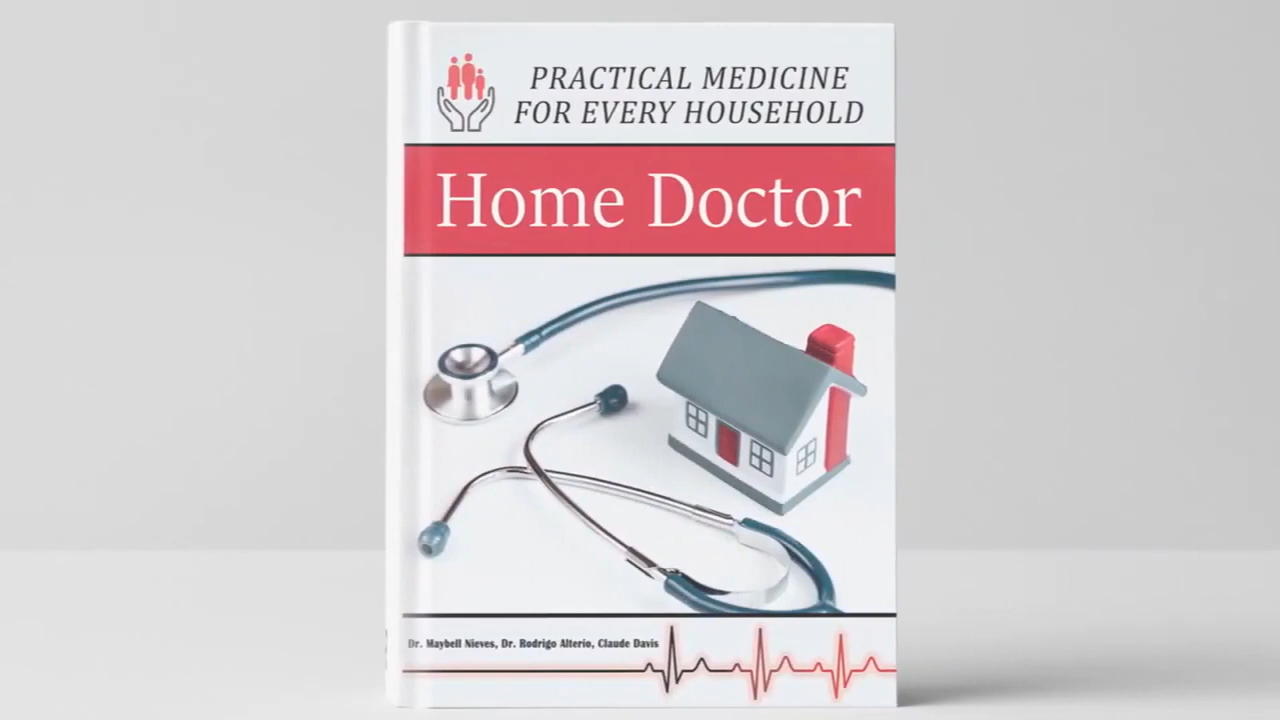 PRACTICAL MEDICINE
FOR EVERY HOUSEHOLD
Home Doctor
Dr. Maybell Nieves, Dr. Rodrigo Alterio, Claude Davis